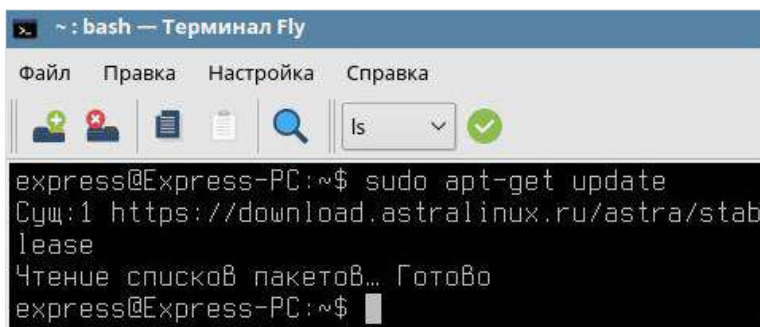 ~ : bash — Терминал Fly
Файл Правка Настройка Справка
ls
express@Express-PC:~$ sudo apt-get update
Сущ:1 https://download.astralinux.ru/astra/stab
lease
Чтение списков пакетов… Готово
express@Express-PC:~$